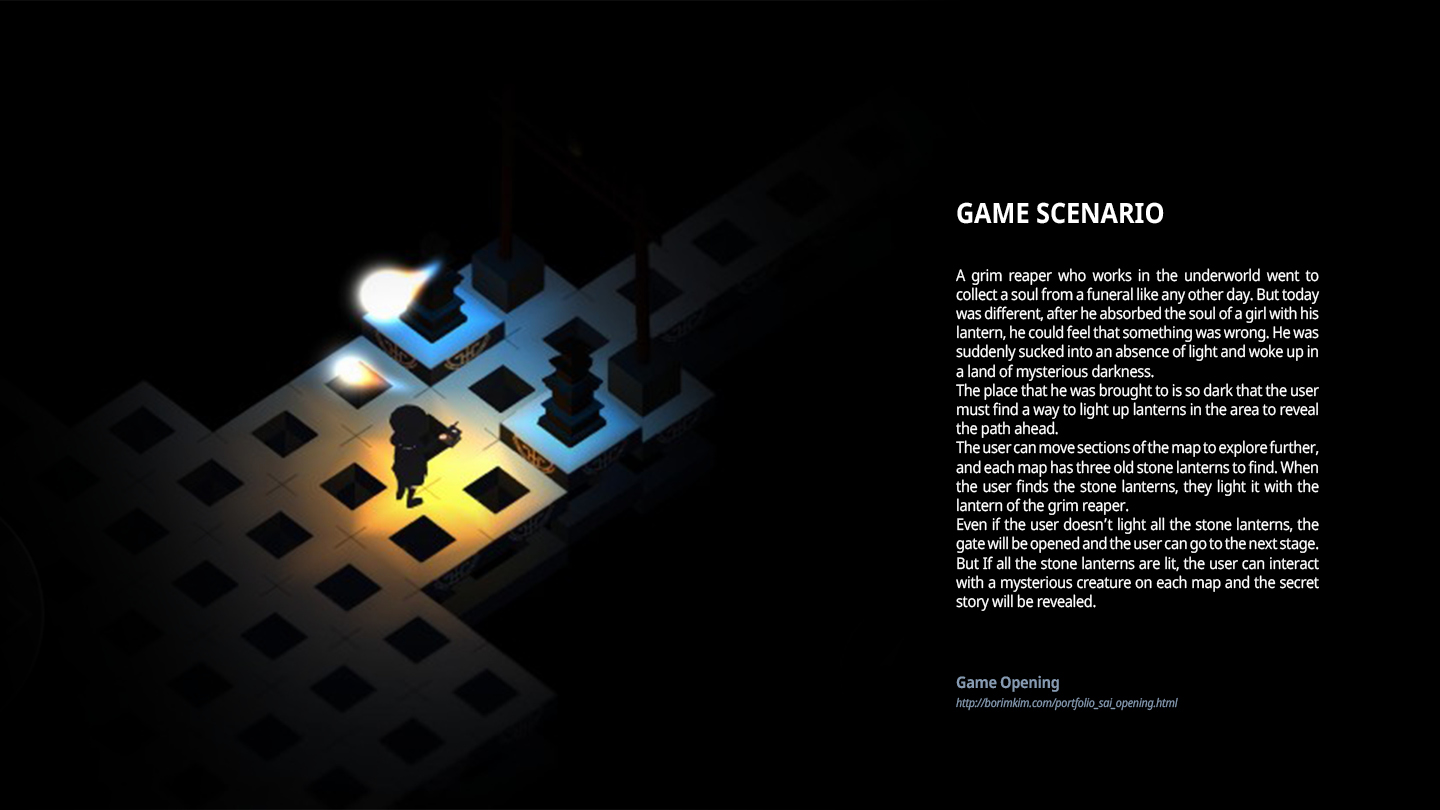 GAME SCENARIO
A grim reaper who works in the underworld went to
collect a soul from a funeral like any other day. But today
was different, after he absorbed the soul of a girl with his
lantern, he could feel that something was wrong. He was
suddenly sucked into an absence of light and woke up in
a land of mysterious darkness.
The place that he was brought to is so dark that the user
must find a way to light up lanterns in the area to reveal
the path ahead.
The user can move sections of the map to explore further,
and each map has three old stone lanterns to find. When
the user finds the stone lanterns, they light it with the
lantern of the grim reaper.
Even if the user doesn’t light all the stone lanterns, the
gate will be opened and the user can go to the next stage.
But If all the stone lanterns are lit, the user can interact
with a mysterious creature on each map and the secret
story will be revealed.
Game Opening
http://borimkim.com/portfolio_sai_opening.html